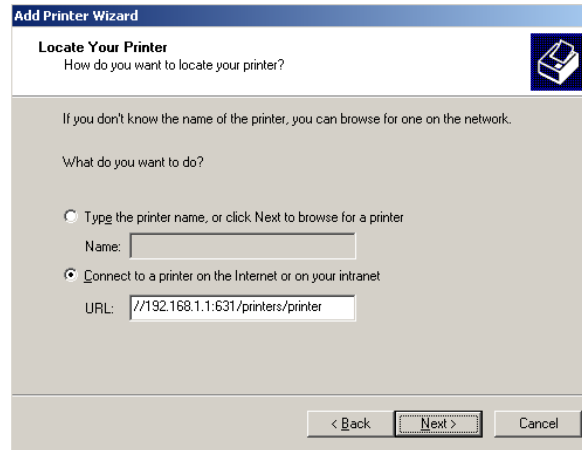 Add Printer Wizard
Locate Your Printer
How do you want to locate your printer?
If you don't know the name of the printer, you can browse for one on the network.
What do you want to do?
Type the printer name, or click Next to browse for a printer
Name:
Connect to a printer on the Internet or on your intranet
URL: //192.168.1.1:631/printers/printer
< Back Next > Cancel